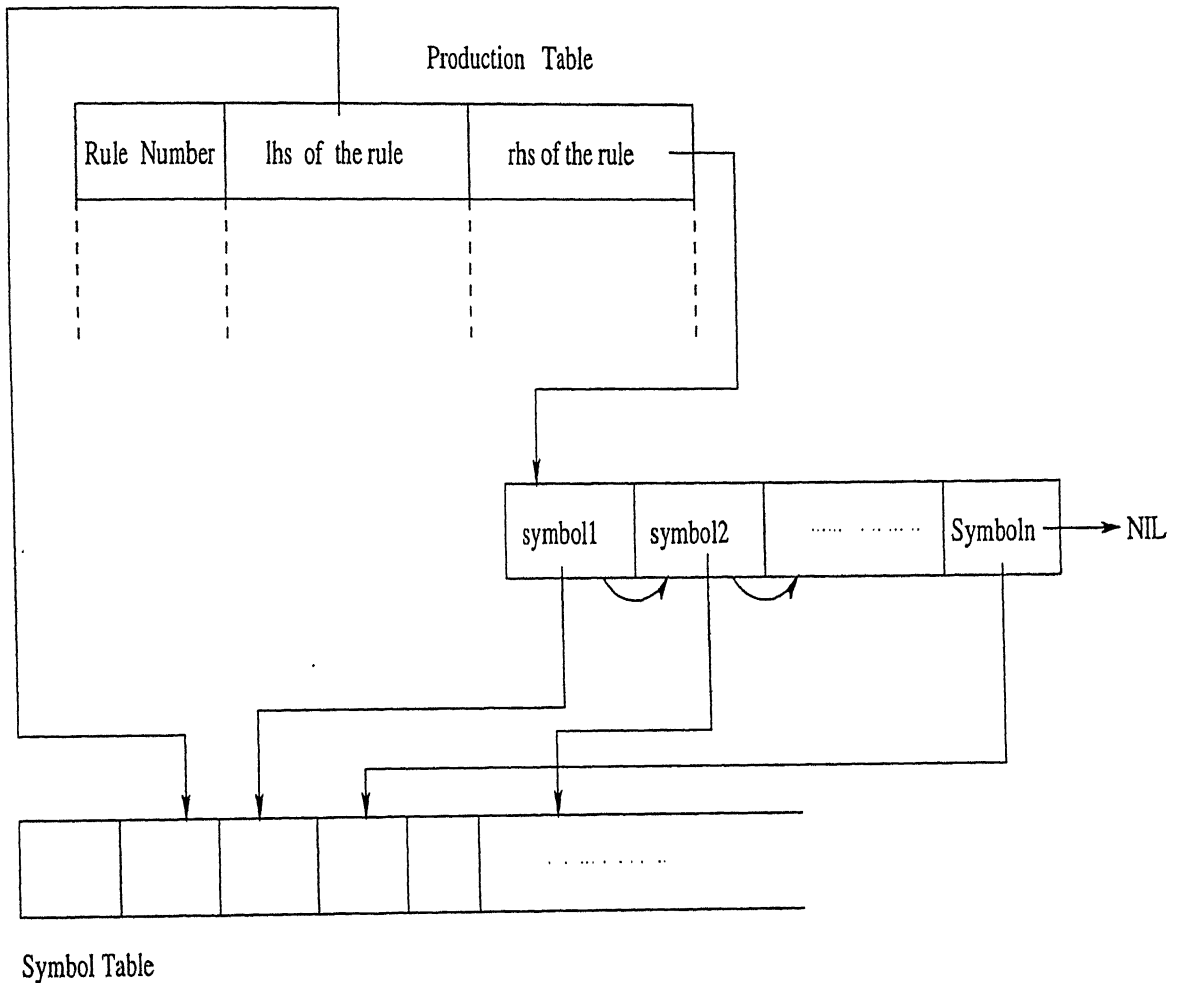 Production Table
Rule Number
lhs of the rule
rhs of the rule
symbol1
symbol2
...... . .. ... ..
Symboln
NIL
. . ... . . . . ..
Symbol Table